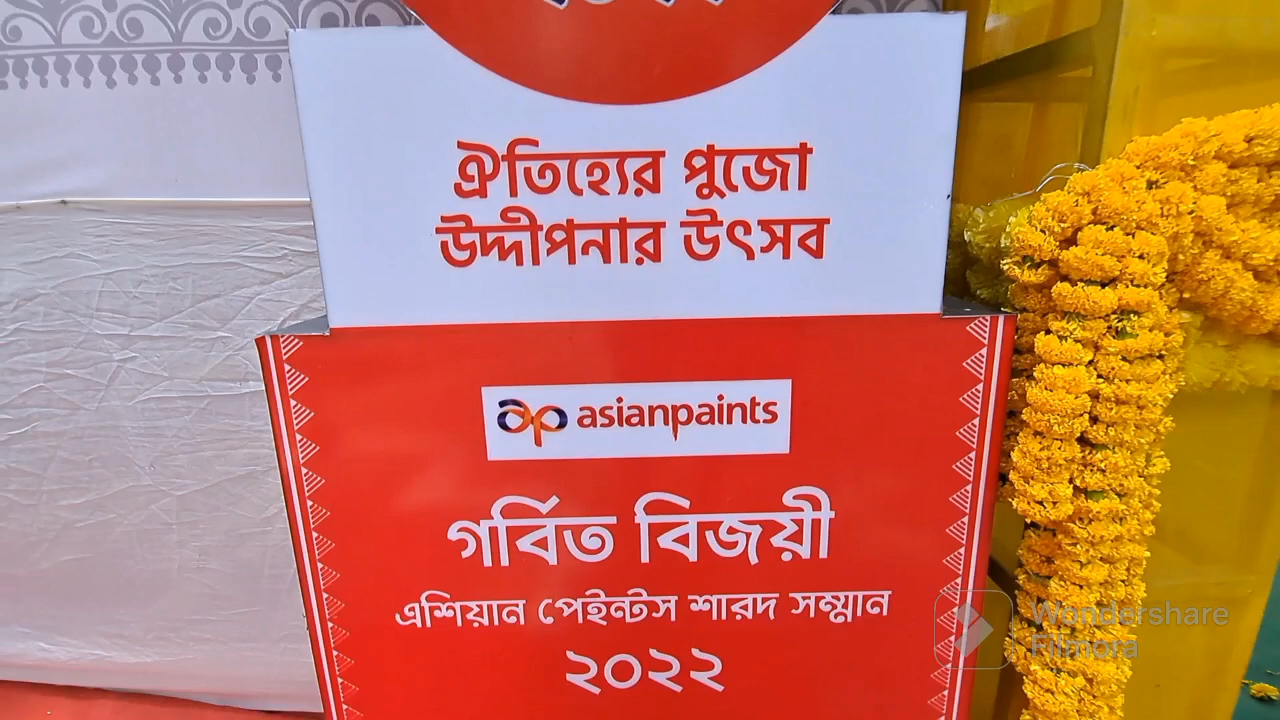 ঐতিহ্যের পুজো
উদ্দীপনার উৎসব
asianpaints
গর্বিত বিজয়ী
এশিয়ান পেইন্টস শারদ সম্মান
২০২২
Wondershare
Filmora